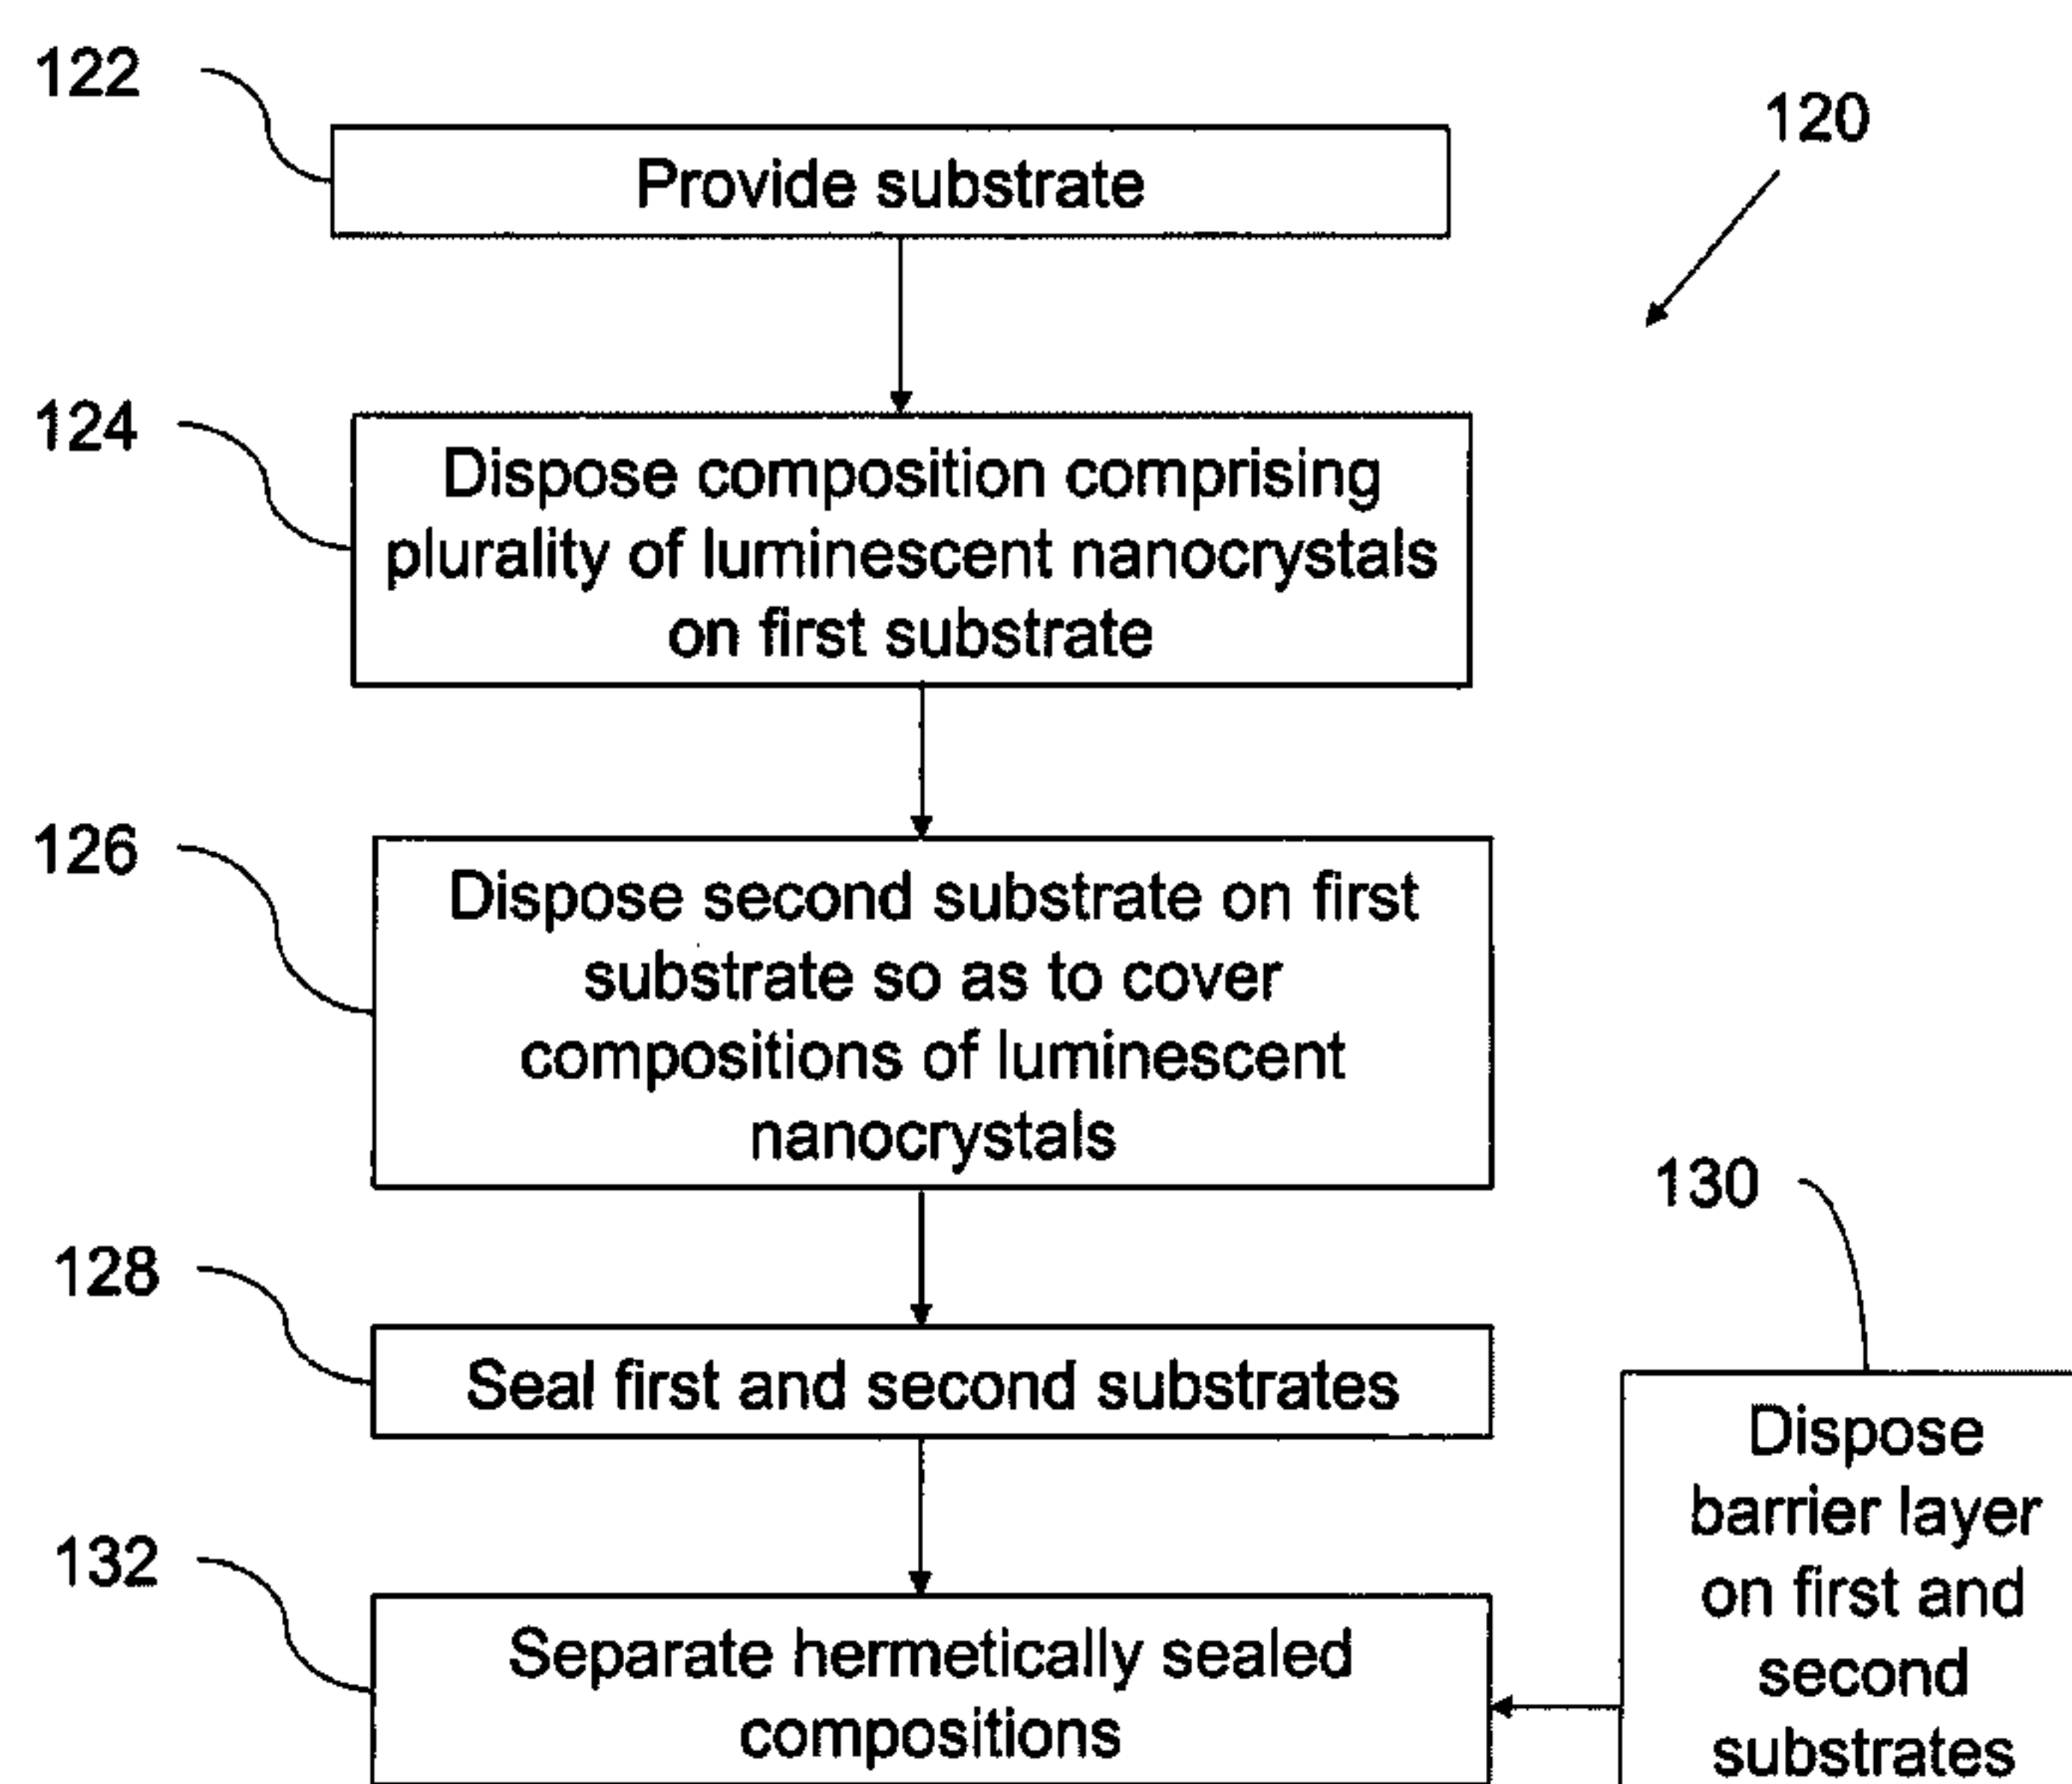 122
120
Provide substrate
124
Dispose composition comprising
plurality of luminescent nanocrystals
on first substrate
126
Dispose second substrate on first
substrate so as to cover
compositions of luminescent
nanocrystals
130
128
Seal first and second substrates
Dispose
barrier layer
on first and
second
substrates
132
Separate hermetically sealed
compositions